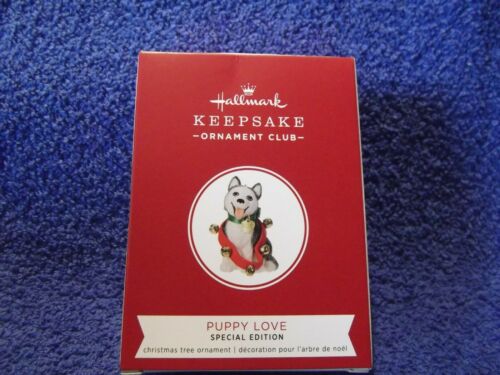 Hallmark
KEEPSAKE
—ORNAMENT CLUB—
PUPPY LOVE
SPECIAL EDITION
christmas tree ornament | décoration pour l'arbre de noël